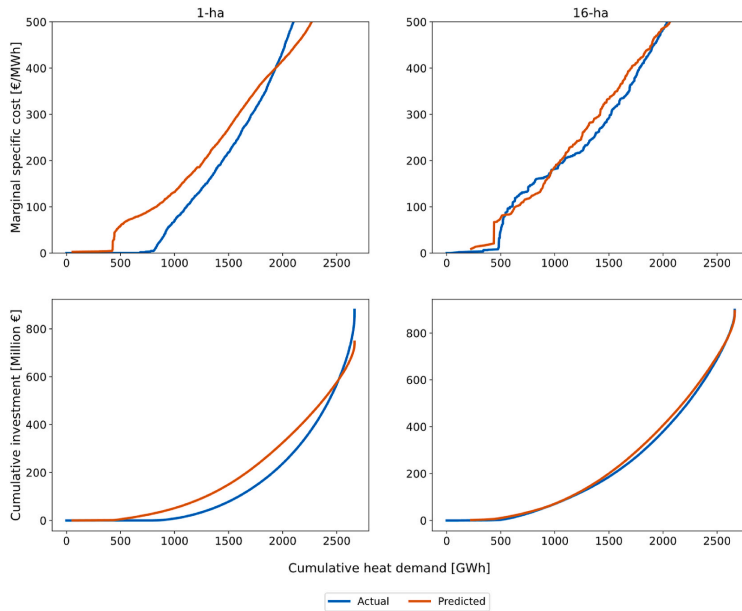 1-ha
16-ha
Marginal specific cost [€/MWh]
500
400
300
200
100
0
0 500 1000 1500 2000 2500
500
400
300
200
100
0
0 500 1000 1500 2000 2500
Cumulative investment [Million €]
800
600
400
200
0
0 500 1000 1500 2000 2500
800
600
400
200
0
0 500 1000 1500 2000 2500
Cumulative heat demand [GWh]
Actual Predicted